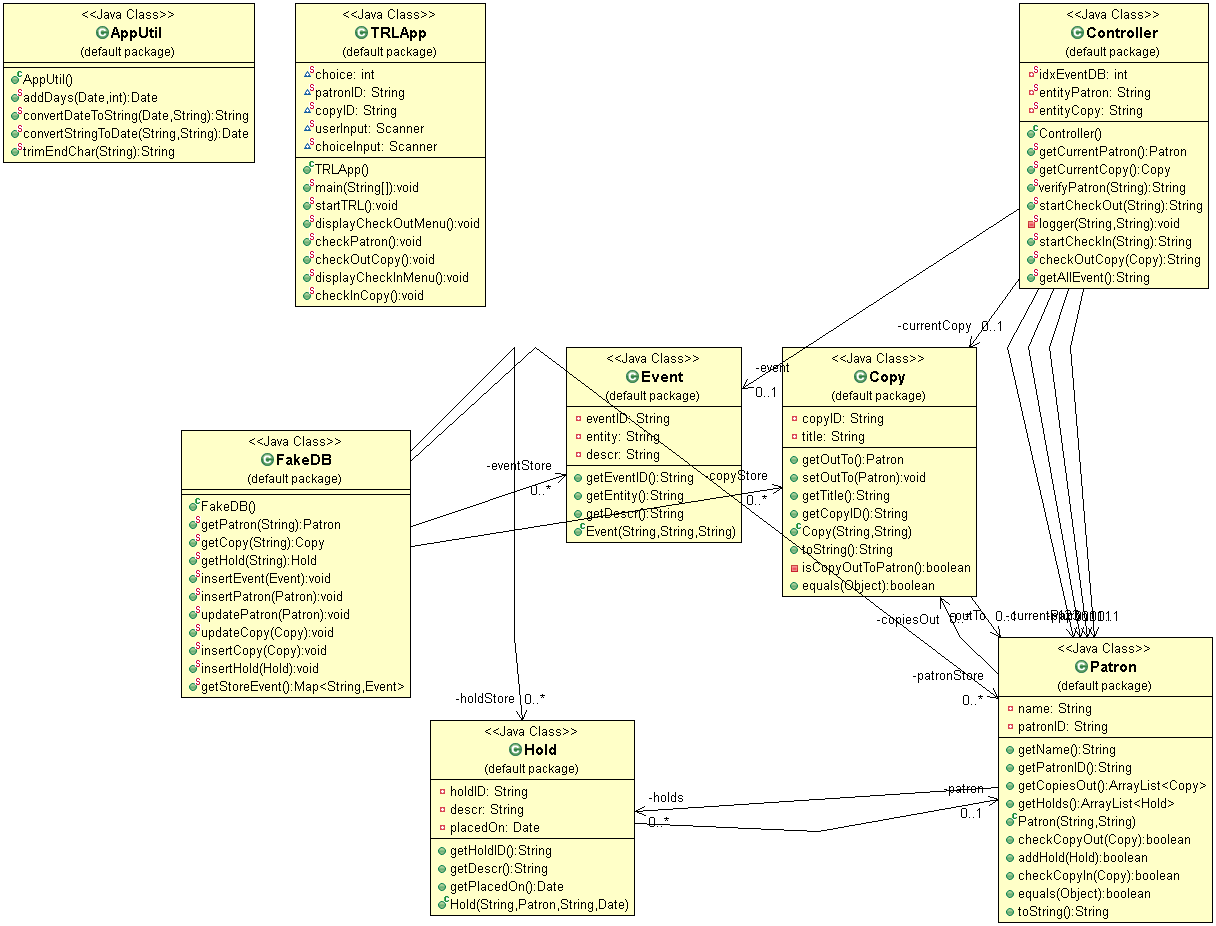 <<Java Class>>
AppUtil
(default package)
AppUtil()
addDays(Date,int):Date
convertDateToString(Date,String):String
convertStringToDate(String,String):Date
trimEndChar(String):String
<<Java Class>>
TRLApp
(default package)
choice: int
patronID: String
copyID: String
userInput: Scanner
choiceInput: Scanner
TRLApp()
main(String[]):void
startTRL():void
displayCheckOutMenu():void
checkPatron():void
checkOutCopy():void
displayCheckInMenu():void
checkInCopy():void
<<Java Class>>
Controller
(default package)
idxEventDB: int
entityPatron: String
entityCopy: String
Controller()
getCurrentPatron():Patron
getCurrentCopy():Copy
verifyPatron(String):String
startCheckOut(String):String
logger(String,String):void
startCheckIn(String):String
checkOutCopy(Copy):String
getAllEvent():String
-currentCopy
0..1
-event
0..1
<<Java Class>>
Event
(default package)
eventID: String
entity: String
descr: String
getEventID():String
getEntity():String
getDescr():String
Event(String,String,String)
<<Java Class>>
Copy
(default package)
copyID: String
title: String
getOutTo():Patron
setOutTo(Patron):void
getTitle():String
getCopyID():String
Copy(String,String)
toString():String
isCopyOutToPatron():boolean
equals(Object):boolean
<<Java Class>>
FakeDB
(default package)
FakeDB()
getPatron(String):Patron
getCopy(String):Copy
getHold(String):Hold
insertEvent(Event):void
insertPatron(Patron):void
updatePatron(Patron):void
updateCopy(Copy):void
insertCopy(Copy):void
insertHold(Hold):void
getStoreEvent():Map<String,Event>
-eventStore
0..*
-copyStore
0..*
-copiesOut
0..*
-outTo
0..1
-patronStore
0..*
-holdStore
0..*
<<Java Class>>
Hold
(default package)
holdID: String
descr: String
placedOn: Date
getHoldID():String
getDescr():String
getPlacedOn():Date
Hold(String,Patron,String,Date)
-holds
0..*
-patron
0..1
<<Java Class>>
Patron
(default package)
name: String
patronID: String
getName():String
getPatronID():String
getCopiesOut():ArrayList<Copy>
getHolds():ArrayList<Hold>
Patron(String,String)
checkCopyOut(Copy):boolean
addHold(Hold):boolean
checkCopyIn(Copy):boolean
equals(Object):boolean
toString():String